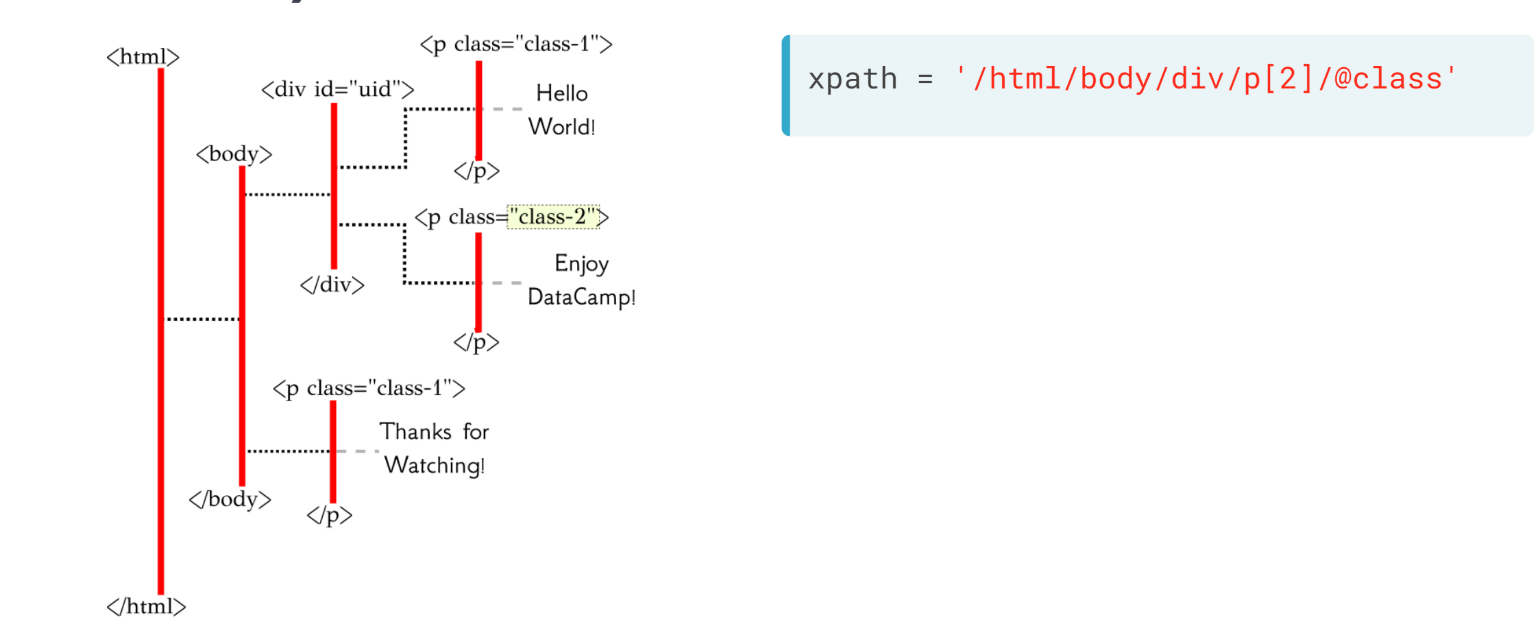 <html>
<body>
<div id="uid">
<p class="class-1">
Hello
World!
</p>
<p class="class-2">
Enjoy
DataCamp!
</p>
</div>
<p class="class-1">
Thanks for
Watching!
</p>
</body>
</html>
xpath = '/html/body/div/p[2]/@class'